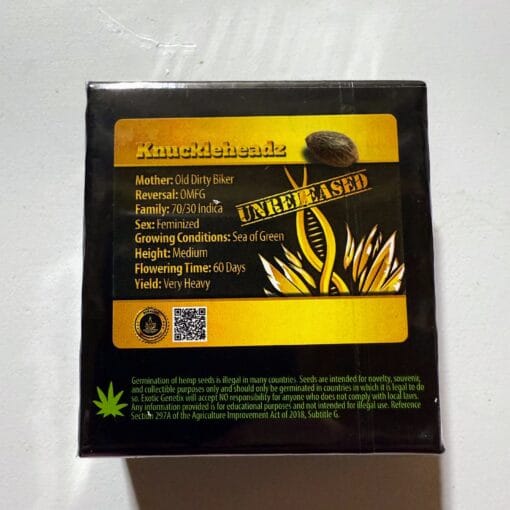 Knuckleheadz
Mother: Old Dirty Biker
Reversal: OMFG
Family: 70/30 Indica
UNRELEASED
Sex: Feminized
Growing Conditions: Sea of Green
Height: Medium
Flowering Time: 60 Days
Yield: Very Heavy
Germination of hemp seeds is illegal in many countries. Seeds are intended for novelty, souvenir,
and collectible purposes only and should only be germinated in countries in which it is legal to do
so. Exotic Genetix will accept NO responsibility for anyone who does not comply with local laws.
Any information provided is for educational purposes and not intended for illegal use. Reference
Section 297A of the Agriculture Improvement Act of 2018, Subtitle G.